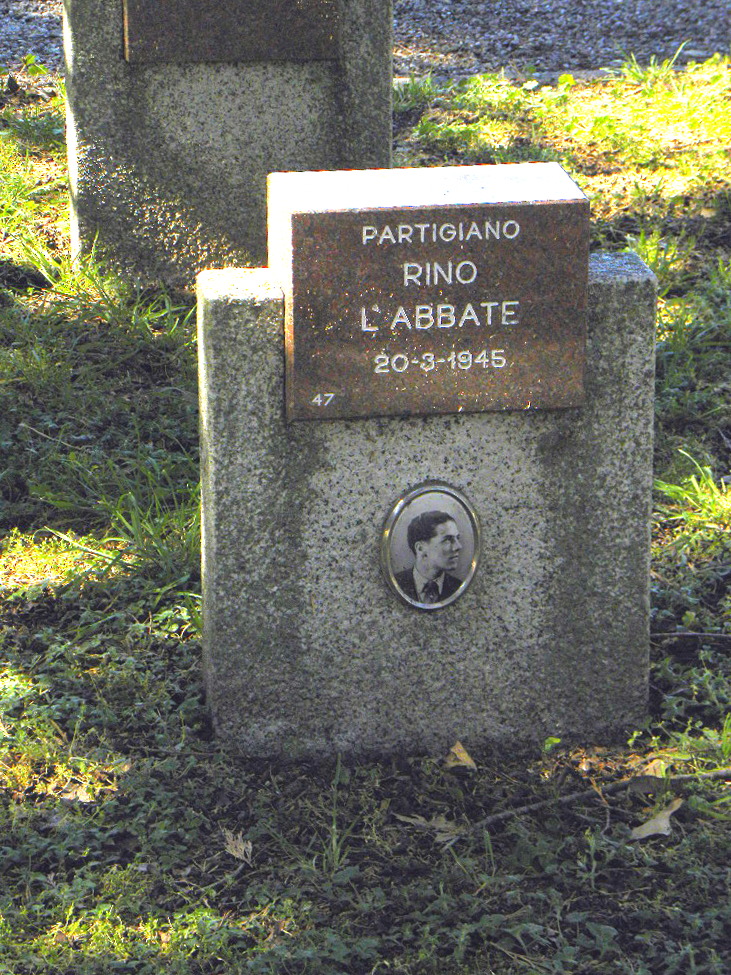 PARTIGIANO
RINO
L'ABBATE
20-3-1945
47